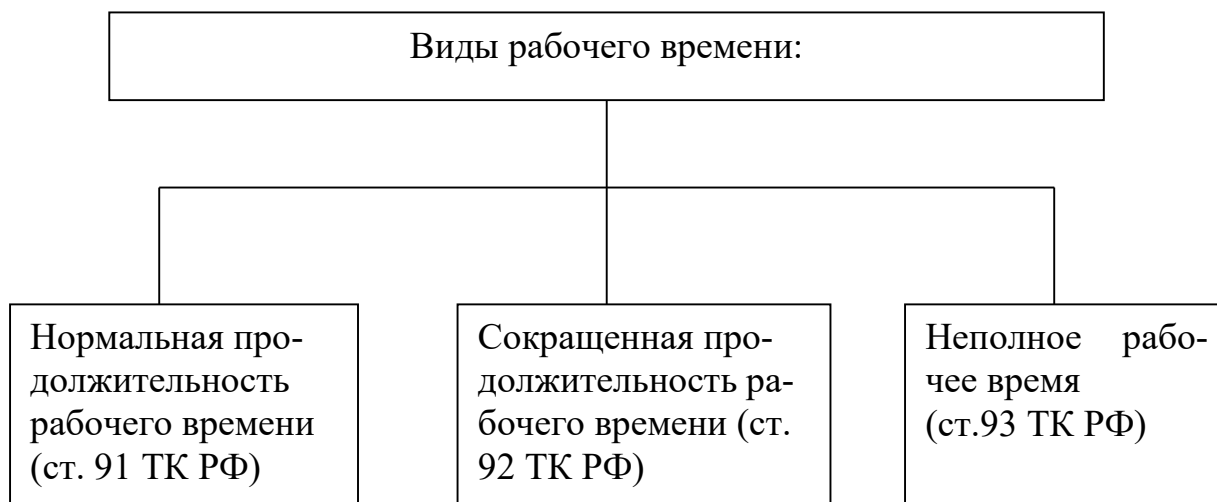 Виды рабочего времени:
Нормальная про-
должительность
рабочего времени
(ст. 91 ТК РФ)
Сокращенная про-
должительность ра-
бочего времени (ст.
92 ТК РФ)
Неполное рабо-
чее время
(ст.93 ТК РФ)